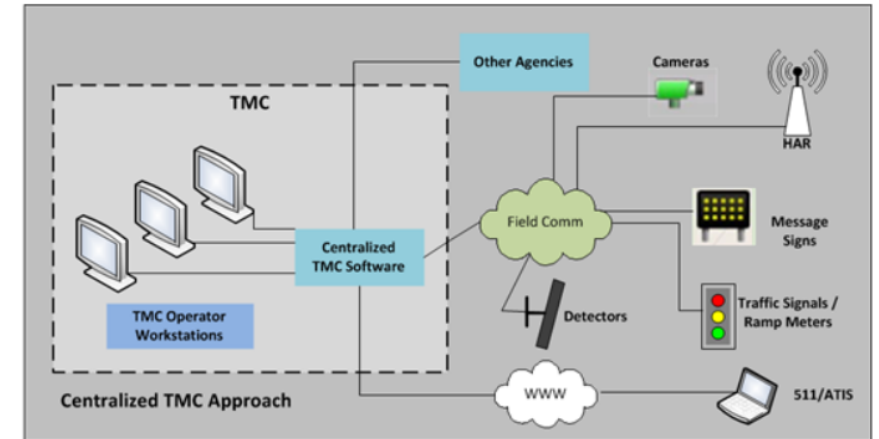 Other Agencies
Cameras
TMC
HAR
Field Comm
Message
Signs
Centralized
TMC Software
TMC Operator
Workstations
Detectors
Traffic Signals /
Ramp Meters
Centralized TMC Approach
WWW
511/ATIS